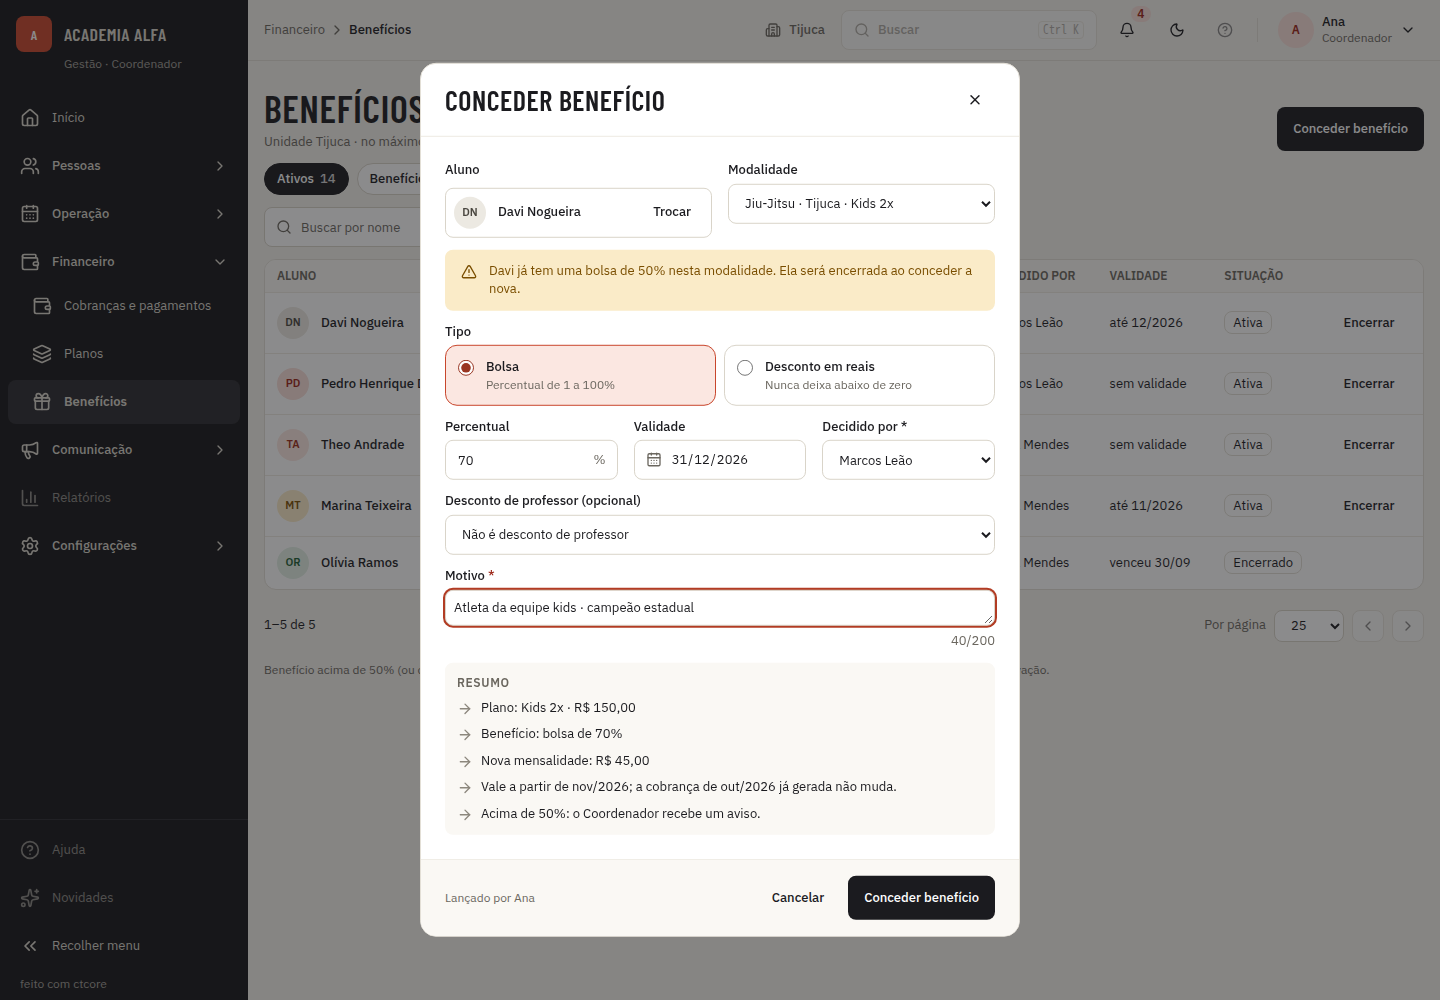 A
ACADEMIA ALFA
Gestão · Coordenador
Início
Pessoas
Operação
Financeiro
Cobranças e pagamentos
Planos
Benefícios
Comunicação
Relatórios
Configurações
Ajuda
Novidades
Recolher menu
feito com ctcore
Financeiro
Benefícios
Tijuca
Buscar
Ctrl K
4
A
Ana
Coordenador
BENEFÍCIOS
Unidade Tijuca · no
Conceder benefício
Ativos 14
Buscar por nome
ALUNO
POR
VALIDADE
SITUAÇÃO
DN
Davi Nogueira
Leão
até 12/2026
Ativa
Encerrar
PD
Pedro Henrique
Leão
sem validade
Ativa
Encerrar
TA
Theo Andrade
Mendes
sem validade
Ativa
Encerrar
MT
Marina Teixeira
Mendes
até 11/2026
Ativa
Encerrar
OR
Olívia Ramos
Mendes
venceu 30/09
Encerrado
1–5 de 5
Por página
25
Benefício acima de 50% (ou
CONCEDER BENEFÍCIO
Aluno
Modalidade
DN
Davi Nogueira
Trocar
Jiu-Jitsu · Tijuca · Kids 2x
Davi já tem uma bolsa de 50% nesta modalidade. Ela será encerrada ao conceder a
nova.
Tipo
Bolsa
Percentual de 1 a 100%
Desconto em reais
Nunca deixa abaixo de zero
Percentual
Validade
Decidido por *
70
%
31/12/2026
Marcos Leão
Desconto de professor (opcional)
Não é desconto de professor
Motivo *
Atleta da equipe kids · campeão estadual
40/200
RESUMO
Plano: Kids 2x · R$ 150,00
Benefício: bolsa de 70%
Nova mensalidade: R$ 45,00
Vale a partir de nov/2026; a cobrança de out/2026 já gerada não muda.
Acima de 50%: o Coordenador recebe um aviso.
Lançado por Ana
Cancelar
Conceder benefício